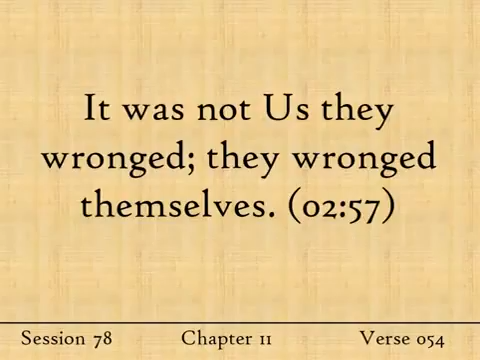 It was not Us they
wronged; they wronged
themselves. (02:57)
Session 78 Chapter 11 Verse 054